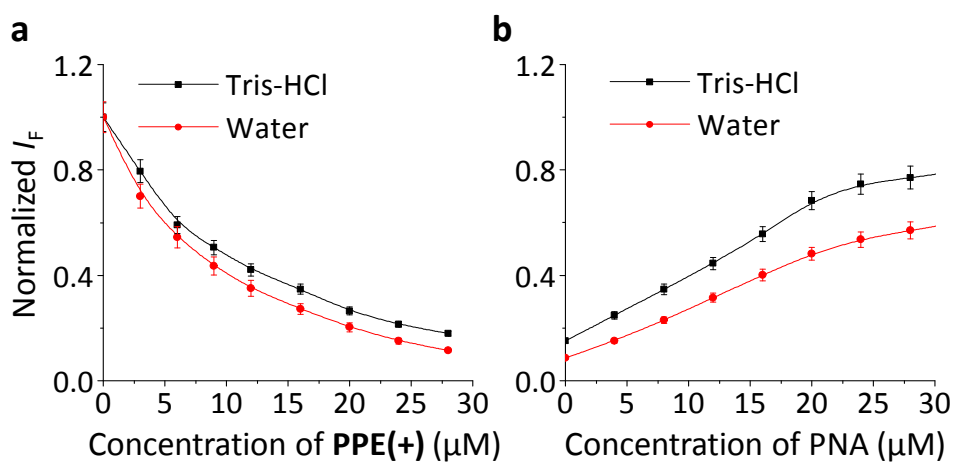 a
b
1.2
0.8
0.4
0.0
Normalized I_F
Tris-HCl
Water
0 5 10 15 20 25 30
Concentration of PPE(+) (μM)
1.2
0.8
0.4
0.0
Tris-HCl
Water
0 5 10 15 20 25 30
Concentration of PNA (μM)